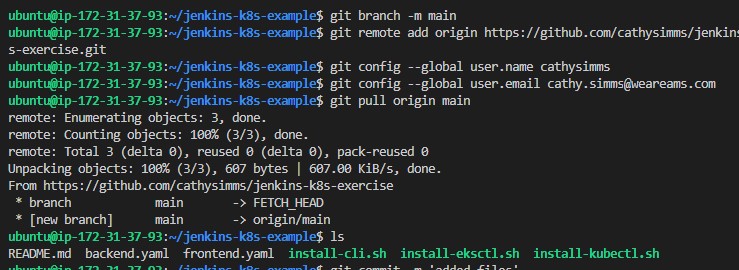 ubuntu@ip-172-31-37-93:~/jenkins-k8s-example$ git branch -m main
ubuntu@ip-172-31-37-93:~/jenkins-k8s-example$ git remote add origin https://github.com/cathysimms/jenkins-k8
s-exercise.git
ubuntu@ip-172-31-37-93:~/jenkins-k8s-example$ git config --global user.name cathysimms
ubuntu@ip-172-31-37-93:~/jenkins-k8s-example$ git config --global user.email cathy.simms@weareams.com
ubuntu@ip-172-31-37-93:~/jenkins-k8s-example$ git pull origin main
remote: Enumerating objects: 3, done.
remote: Counting objects: 100% (3/3), done.
remote: Total 3 (delta 0), reused 0 (delta 0), pack-reused 0
Unpacking objects: 100% (3/3), 607 bytes | 607.00 KiB/s, done.
From https://github.com/cathysimms/jenkins-k8s-exercise
 * branch            main       -> FETCH_HEAD
 * [new branch]      main       -> origin/main
ubuntu@ip-172-31-37-93:~/jenkins-k8s-example$ ls
README.md  backend.yaml  frontend.yaml  install-cli.sh  install-eksctl.sh  install-kubectl.sh
ubuntu@ip-172-31-37-93:~/jenkins-k8s-example$ git commit -m 'added files'